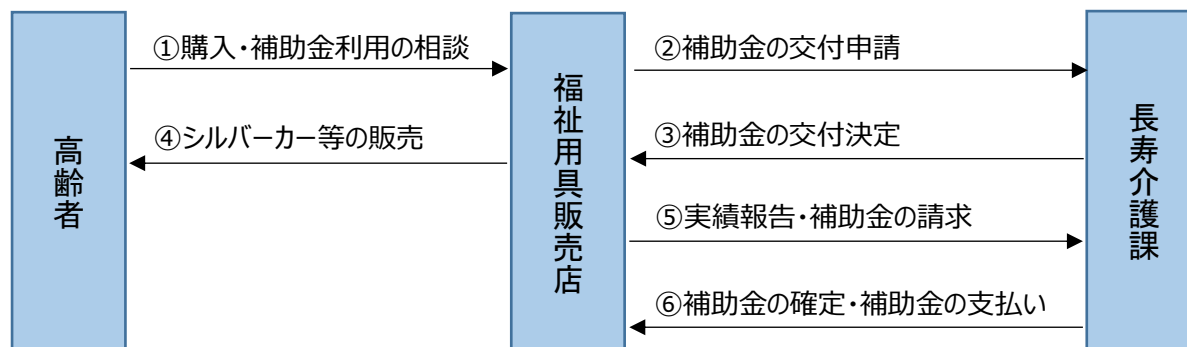 高齢者
①購入・補助金利用の相談
④シルバーカー等の販売
福祉用具販売店
②補助金の交付申請
③補助金の交付決定
⑤実績報告・補助金の請求
⑥補助金の確定・補助金の支払い
長寿介護課